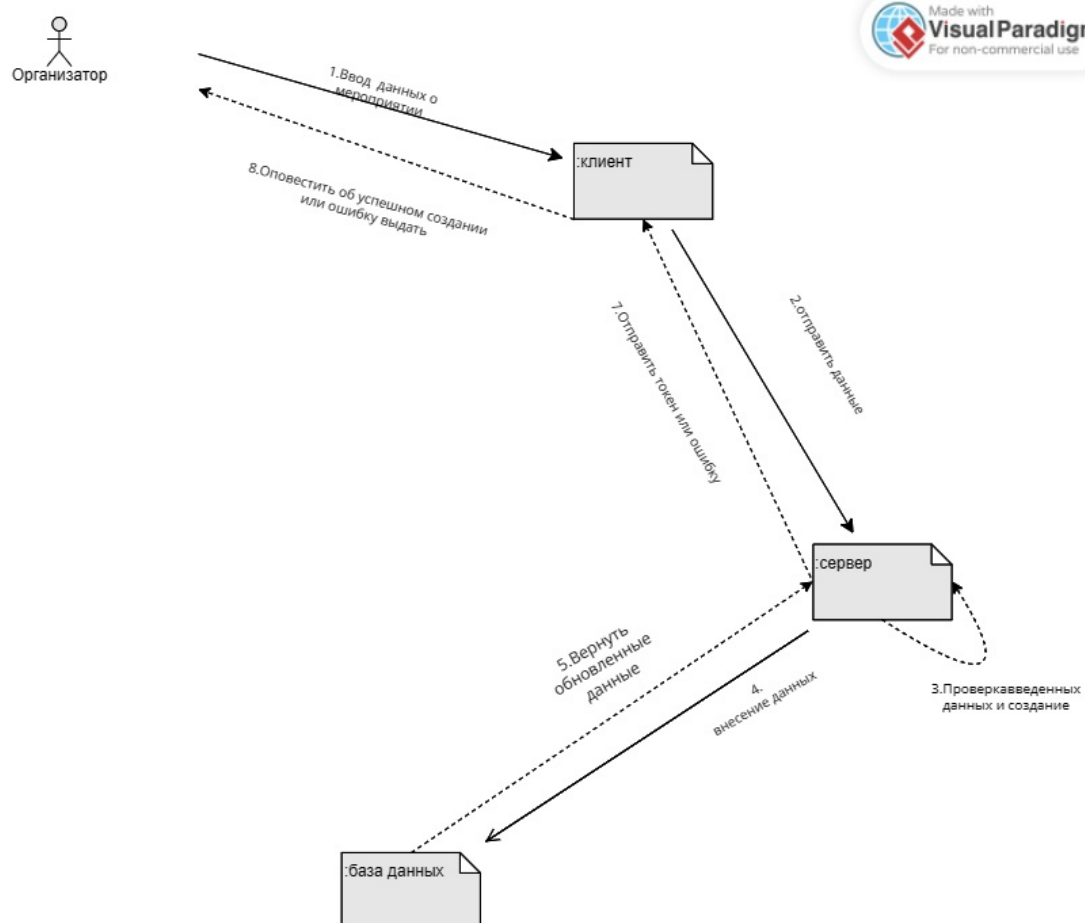 Made with
Visual Paradigm
For non-commercial use
Организатор
1.Ввод данных о
мероприятии
8.Оповестить об успешном создании
или ошибку выдать
:клиент
7.Отправить токен или ошибку
2.отправить данные
:сервер
3.Проверкавведенных
данных и создание
5.Вернуть
обновленные
данные
4.
внесение данных
:база данных